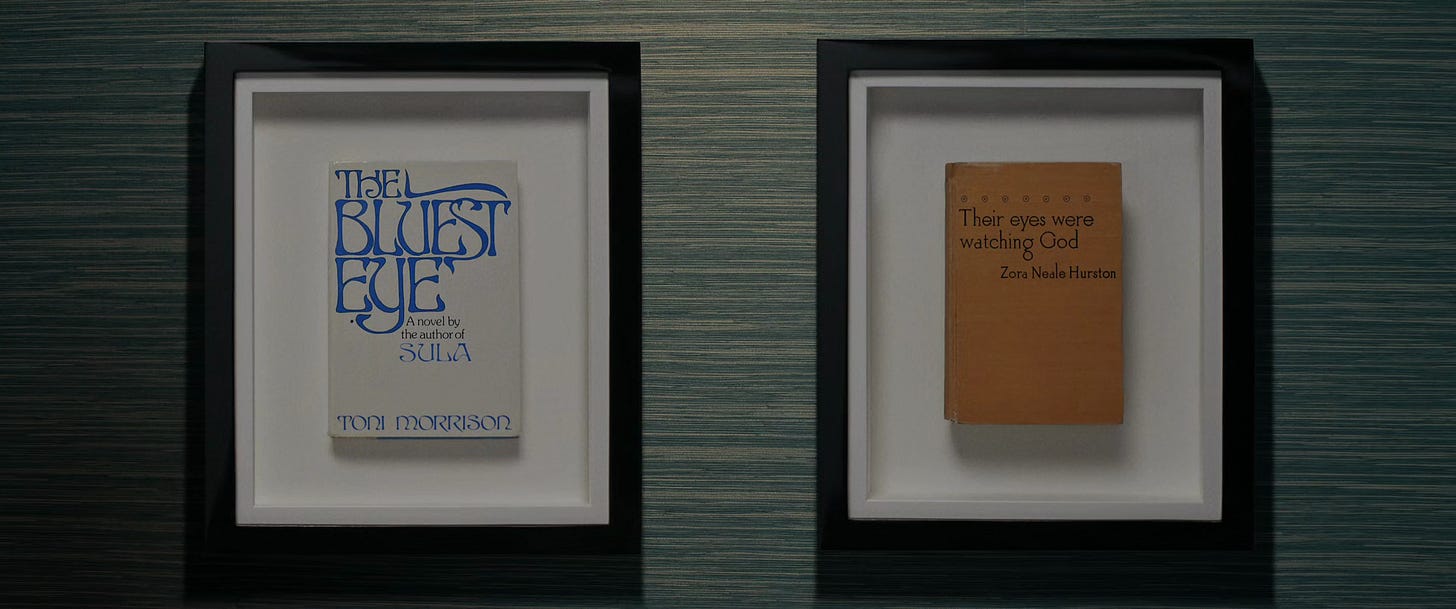 THE
BLUEST
EYE
A novel by
the author of
SULA
TONI MORRISON
Their eyes were
watching God
Zora Neale Hurston